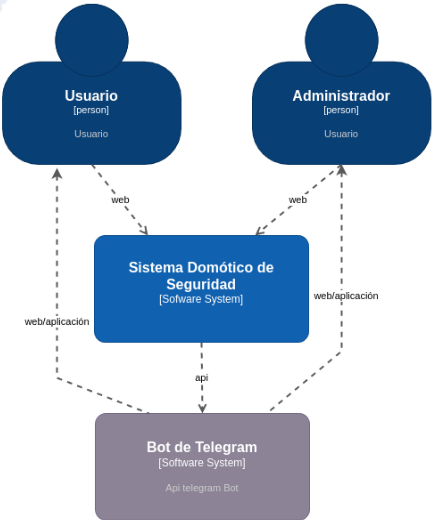 Usuario
[person]
Usuario
Administrador
[person]
Usuario
web
web
Sistema Domótico de
Seguridad
[Sofware System]
web/aplicación
web/aplicación
api
Bot de Telegram
[Software System]
Api telegram Bot